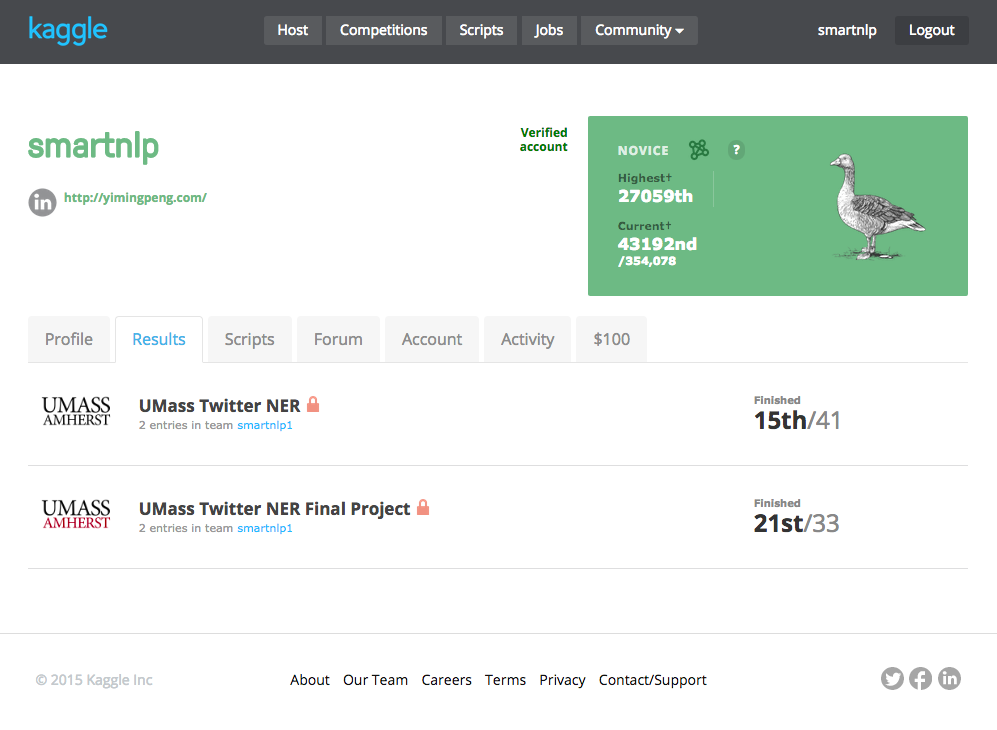 kaggle
Host
Competitions
Scripts
Jobs
Community
smartnlp
Logout
smartnlp
Verified
account
in http://yimingpeng.com/
NOVICE ?
Highest†
27059th
Current†
43192nd
/354,078
Profile
Results
Scripts
Forum
Account
Activity
$100
UMASS
AMHERST
UMass Twitter NER
2 entries in team smartnlp1
Finished
15th/41
UMASS
AMHERST
UMass Twitter NER Final Project
2 entries in team smartnlp1
Finished
21st/33
© 2015 Kaggle Inc
About
Our Team
Careers
Terms
Privacy
Contact/Support
f
in